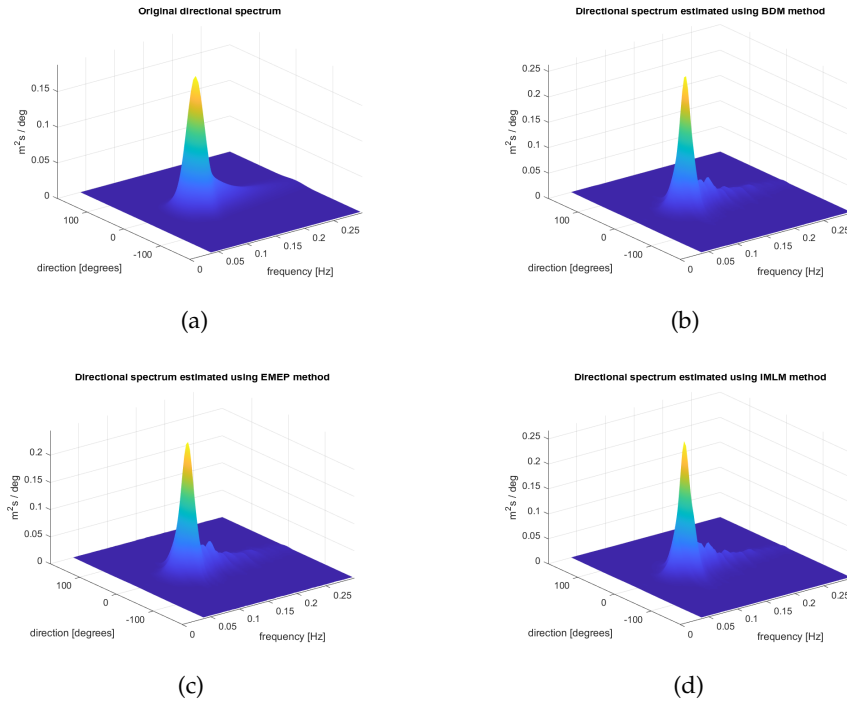 Original directional spectrum
m²s / deg
0.15
0.1
0.05
0
100
0
-100
direction [degrees]
0
0.05
0.1
0.15
0.2
0.25
frequency [Hz]
(a)
Directional spectrum estimated using BDM method
m²s / deg
0.25
0.2
0.15
0.1
0.05
0
100
0
-100
direction [degrees]
0
0.05
0.1
0.15
0.2
0.25
frequency [Hz]
(b)
Directional spectrum estimated using EMEP method
m²s / deg
0.2
0.15
0.1
0.05
0
100
0
-100
direction [degrees]
0
0.05
0.1
0.15
0.2
0.25
frequency [Hz]
(c)
Directional spectrum estimated using IMLM method
m²s / deg
0.25
0.2
0.15
0.1
0.05
0
100
0
-100
direction [degrees]
0
0.05
0.1
0.15
0.2
0.25
frequency [Hz]
(d)